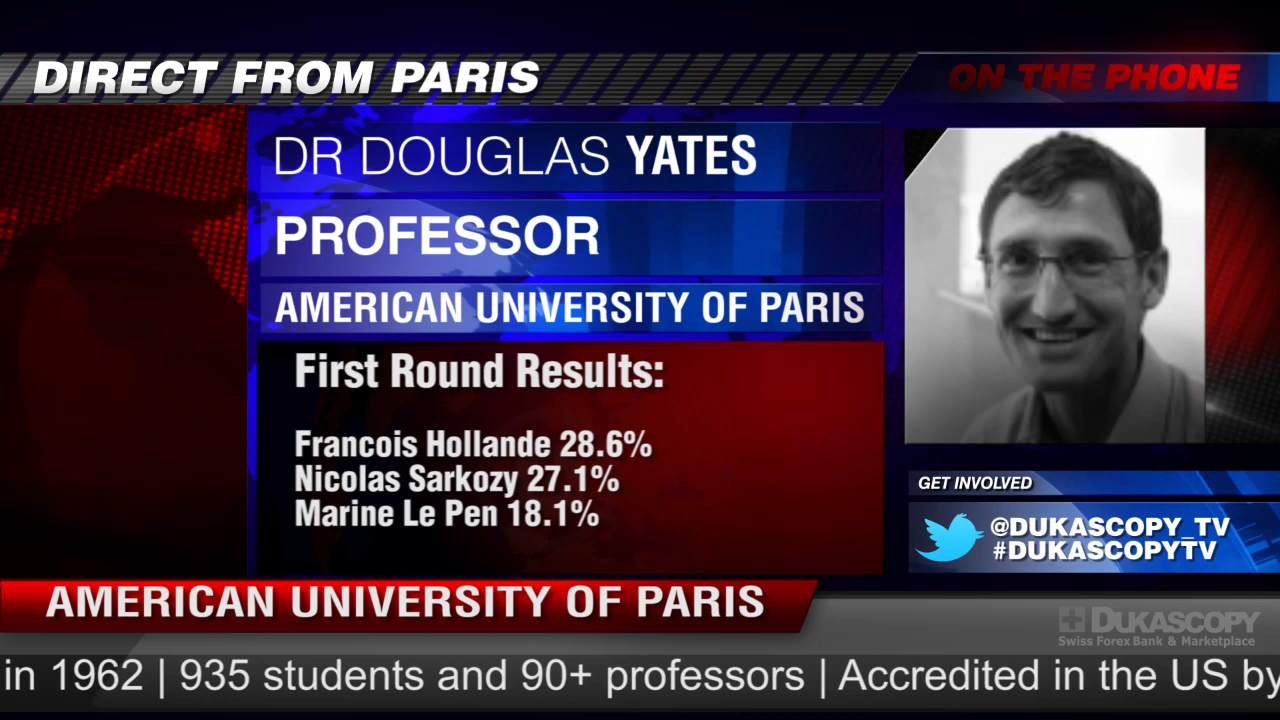 DIRECT FROM PARIS
ON THE PHONE
DR DOUGLAS YATES
PROFESSOR
AMERICAN UNIVERSITY OF PARIS
First Round Results:
Francois Hollande 28.6%
Nicolas Sarkozy 27.1%
Marine Le Pen 18.1%
GET INVOLVED
@DUKASCOPY_TV
#DUKASCOPYTV
AMERICAN UNIVERSITY OF PARIS
DUKASCOPY
Swiss Forex Bank & Marketplace
in 1962 | 935 students and 90+ professors | Accredited in the US by